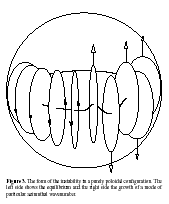 Figure 3. The form of the instability in a purely poloidal configuration. The
left side shows the equilibrium and the right side the growth of a mode of
particular azimuthal wavenumber.